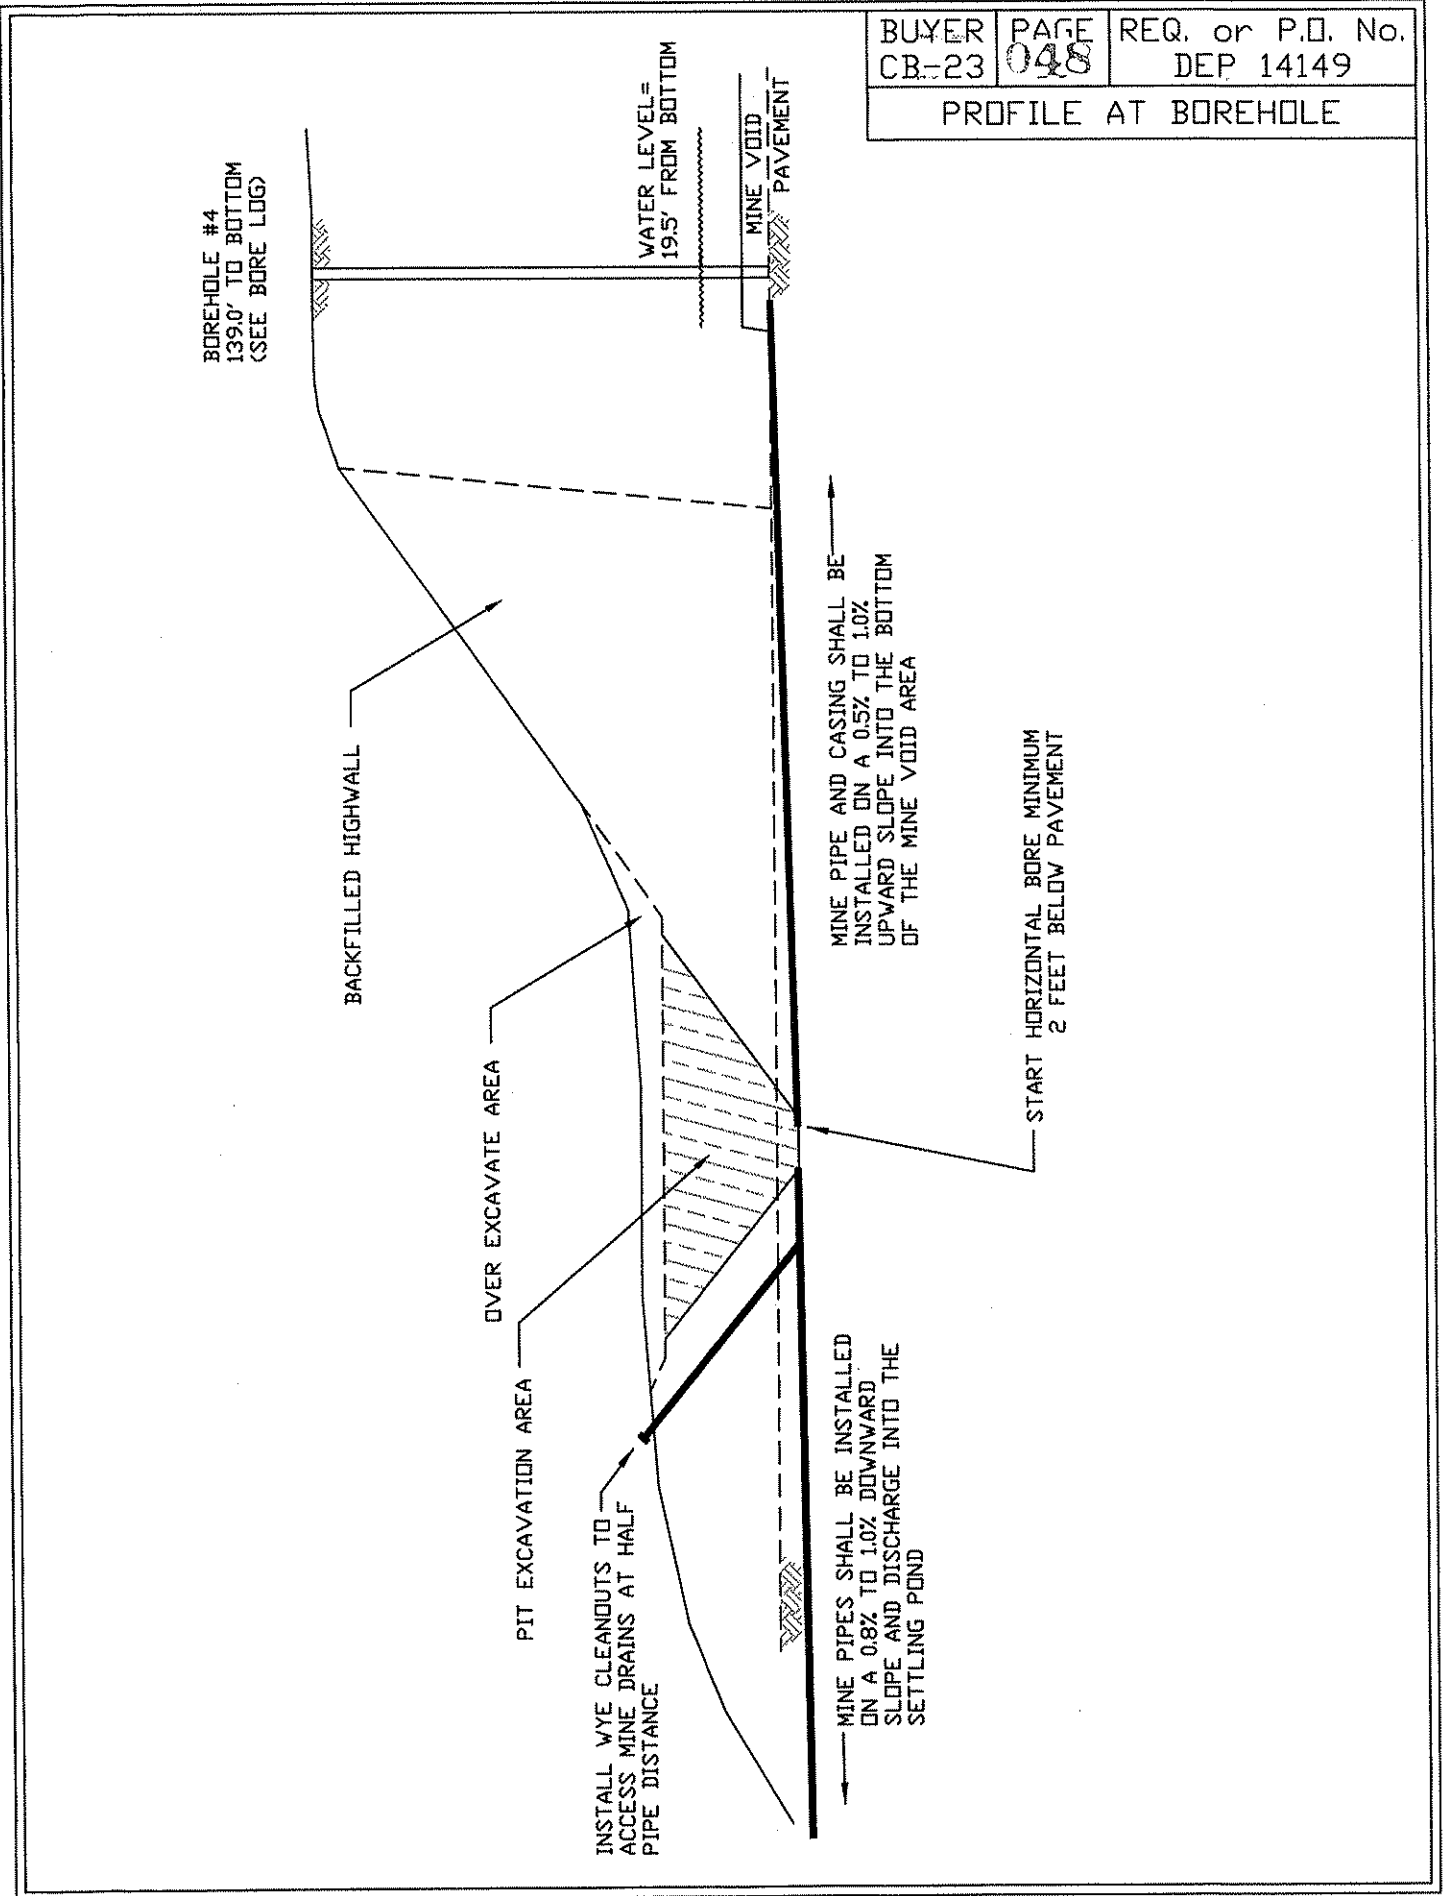 BUYER
CB-23
PAGE
048
REQ. or P.O. No.
DEP 14149
PROFILE AT BOREHOLE
BOREHOLE #4
139.0' TO BOTTOM
(SEE BORE LOG)
WATER LEVEL=
19.5' FROM BOTTOM
MINE VOID
PAVEMENT
BACKFILLED HIGHWALL
OVER EXCAVATE AREA
PIT EXCAVATION AREA
INSTALL WYE CLEANOUTS TO
ACCESS MINE DRAINS AT HALF
PIPE DISTANCE
MINE PIPE AND CASING SHALL BE
INSTALLED ON A 0.5% TO 1.0%
UPWARD SLOPE INTO THE BOTTOM
OF THE MINE VOID AREA
START HORIZONTAL BORE MINIMUM
2 FEET BELOW PAVEMENT
MINE PIPES SHALL BE INSTALLED
ON A 0.8% TO 1.0% DOWNWARD
SLOPE AND DISCHARGE INTO THE
SETTLING POND